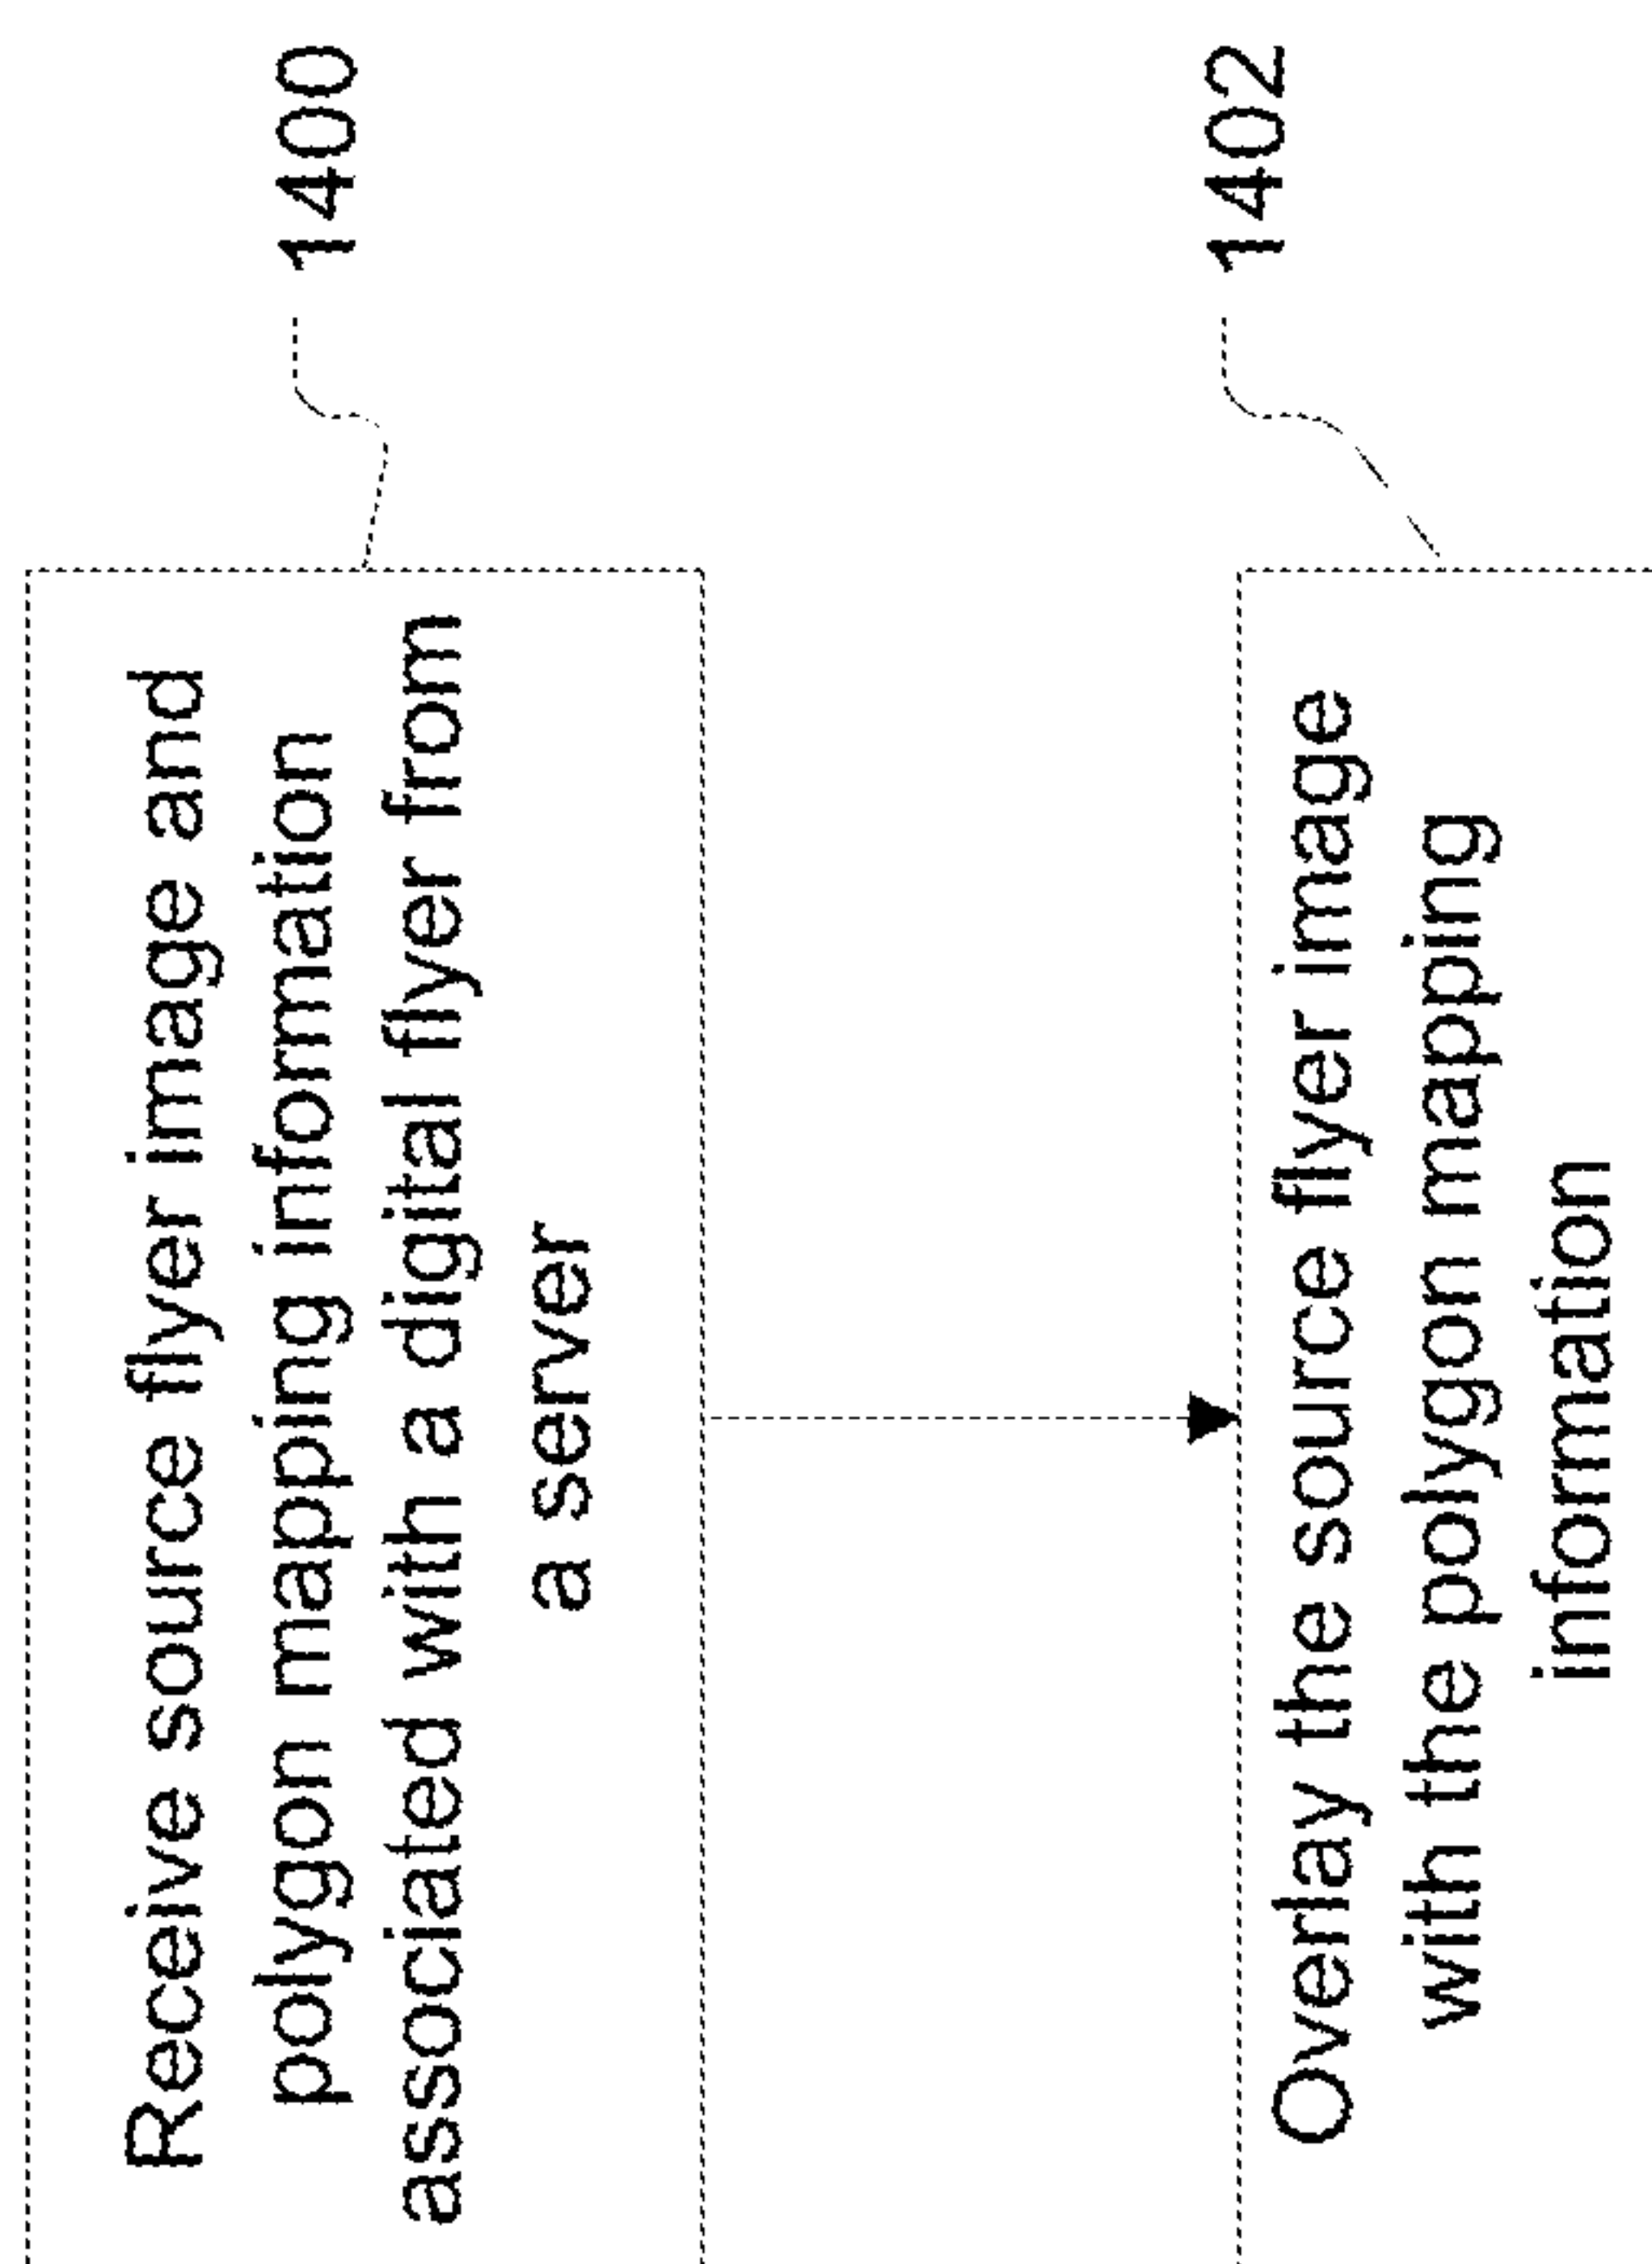 1400
Receive source flyer image and
polygon mapping information
associated with a digital flyer from
a server
1402
Overlay the source flyer image
with the polygon mapping
information